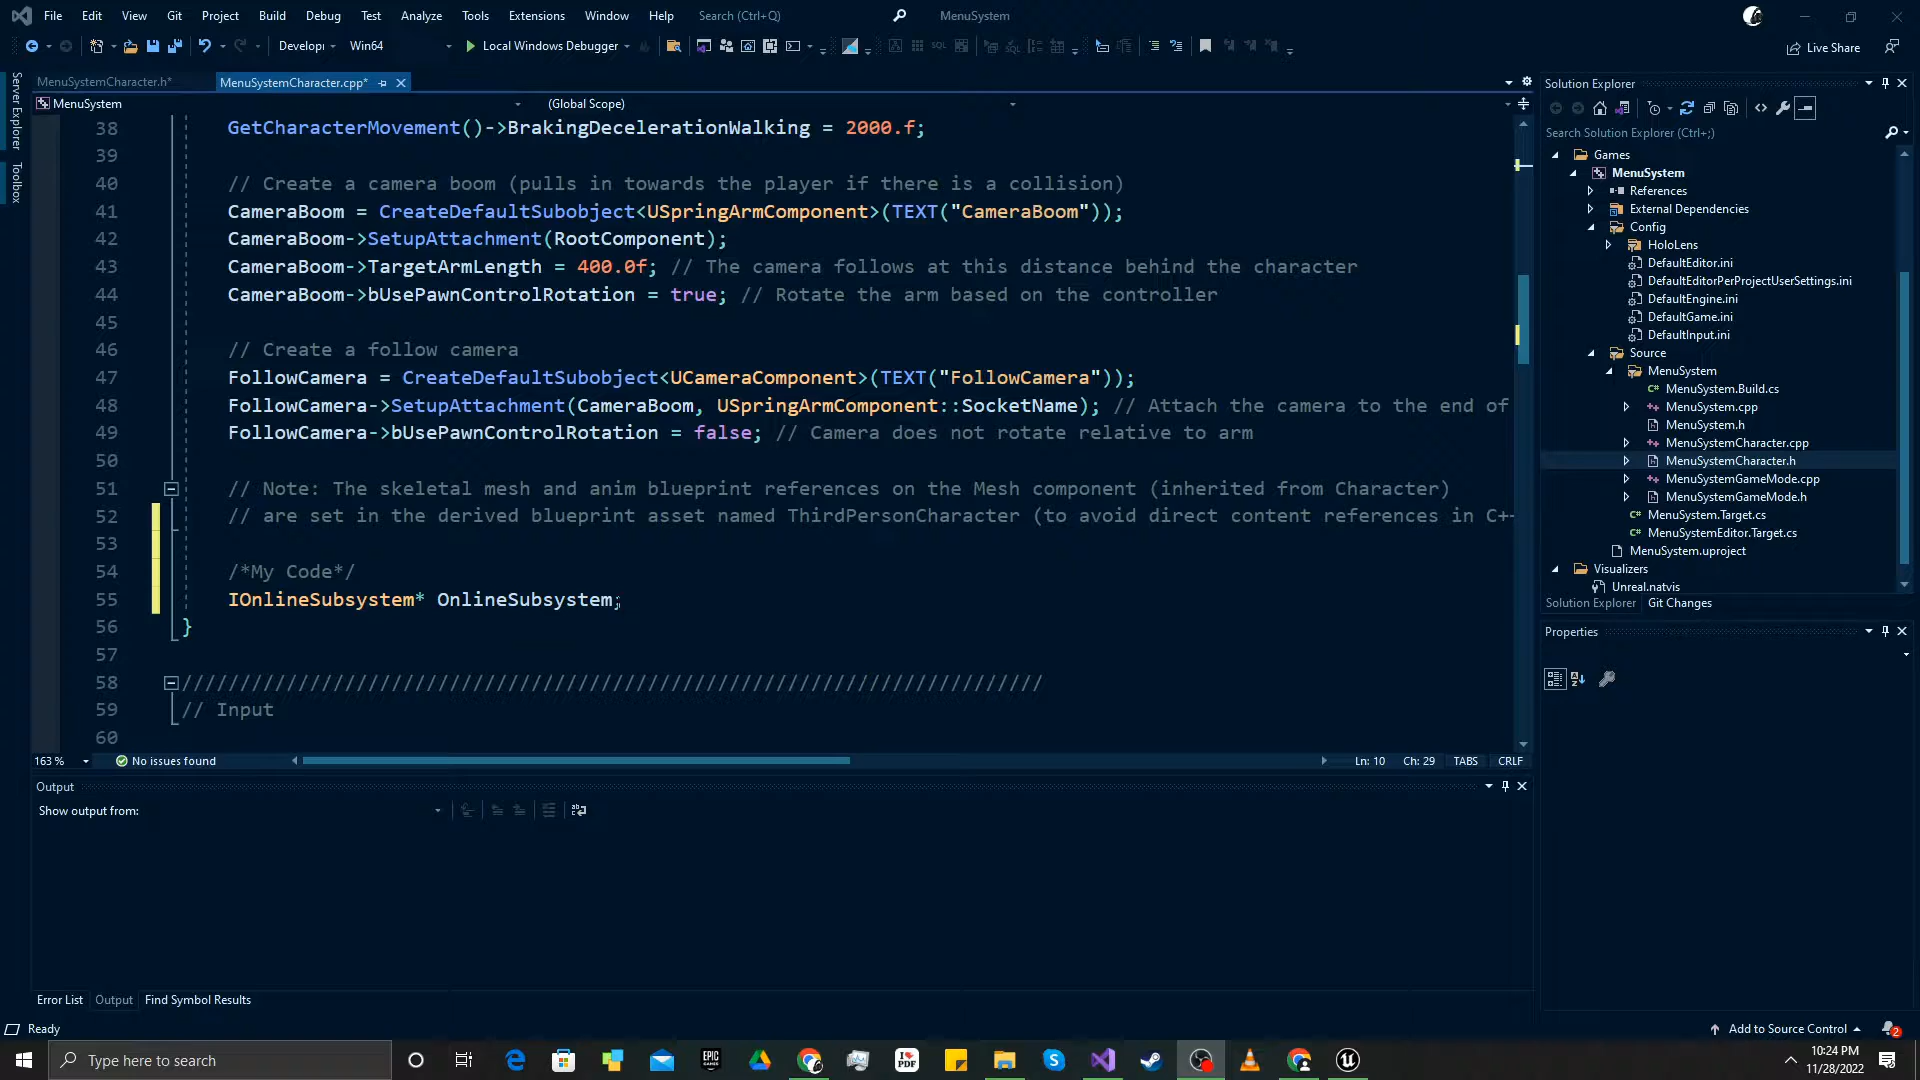 File Edit View Git Project Build Debug Test Analyze Tools Extensions Window Help Search (Ctrl+Q) MenuSystem
Develop Win64 Local Windows Debugger Live Share
Server Explorer
Toolbox
MenuSystemCharacter.h* MenuSystemCharacter.cpp*
MenuSystem (Global Scope)
38 GetCharacterMovement()->BrakingDecelerationWalking = 2000.f;
39
40 // Create a camera boom (pulls in towards the player if there is a collision)
41 CameraBoom = CreateDefaultSubobject<USpringArmComponent>(TEXT("CameraBoom"));
42 CameraBoom->SetupAttachment(RootComponent);
43 CameraBoom->TargetArmLength = 400.0f; // The camera follows at this distance behind the character
44 CameraBoom->bUsePawnControlRotation = true; // Rotate the arm based on the controller
45
46 // Create a follow camera
47 FollowCamera = CreateDefaultSubobject<UCameraComponent>(TEXT("FollowCamera"));
48 FollowCamera->SetupAttachment(CameraBoom, USpringArmComponent::SocketName); // Attach the camera to the end of
49 FollowCamera->bUsePawnControlRotation = false; // Camera does not rotate relative to arm
50
51 // Note: The skeletal mesh and anim blueprint references on the Mesh component (inherited from Character)
52 // are set in the derived blueprint asset named ThirdPersonCharacter (to avoid direct content references in C+
53
54 /*My Code*/
55 IOnlineSubsystem* OnlineSubsystem;
56 }
57
58 //////////////////////////////////////////////////////////////////////////
59 // Input
60
163 % No issues found Ln: 10 Ch: 29 TABS CRLF
Output
Show output from:
Error List Output Find Symbol Results
Solution Explorer
Search Solution Explorer (Ctrl+;)
Games
MenuSystem
References
External Dependencies
Config
HoloLens
DefaultEditor.ini
DefaultEditorPerProjectUserSettings.ini
DefaultEngine.ini
DefaultGame.ini
DefaultInput.ini
Source
MenuSystem
MenuSystem.Build.cs
MenuSystem.cpp
MenuSystem.h
MenuSystemCharacter.cpp
MenuSystemCharacter.h
MenuSystemGameMode.cpp
MenuSystemGameMode.h
MenuSystem.Target.cs
MenuSystemEditor.Target.cs
MenuSystem.uproject
Visualizers
Unreal.natvis
Solution Explorer Git Changes
Properties
Ready Add to Source Control 2
Type here to search
10:24 PM
11/28/2022